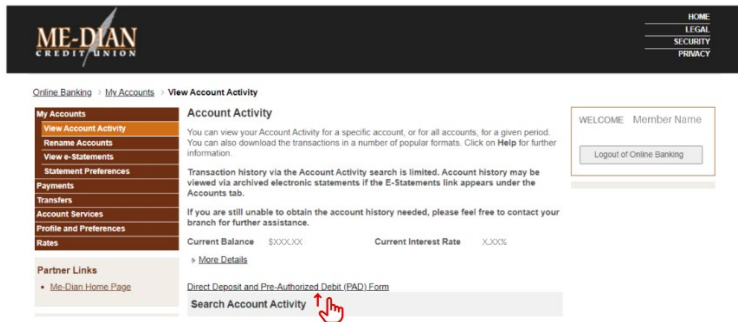 ME-DIAN
CREDIT UNION
HOME
LEGAL
SECURITY
PRIVACY
Online Banking > My Accounts > View Account Activity
My Accounts
View Account Activity
Rename Accounts
View e-Statements
Statement Preferences
Payments
Transfers
Account Services
Profile and Preferences
Rates
Partner Links
• Me-Dian Home Page
Account Activity
You can view your Account Activity for a specific account, or for all accounts, for a given period.
You can also download the transactions in a number of popular formats. Click on Help for further
information.
Transaction history via the Account Activity search is limited. Account history may be
viewed via archived electronic statements if the E-Statements link appears under the
Accounts tab.
If you are still unable to obtain the account history needed, please feel free to contact your
branch for further assistance.
Current Balance $XXX.XX Current Interest Rate X.XX%
More Details
Direct Deposit and Pre-Authorized Debit (PAD) Form
Search Account Activity
WELCOME Member Name
Logout of Online Banking